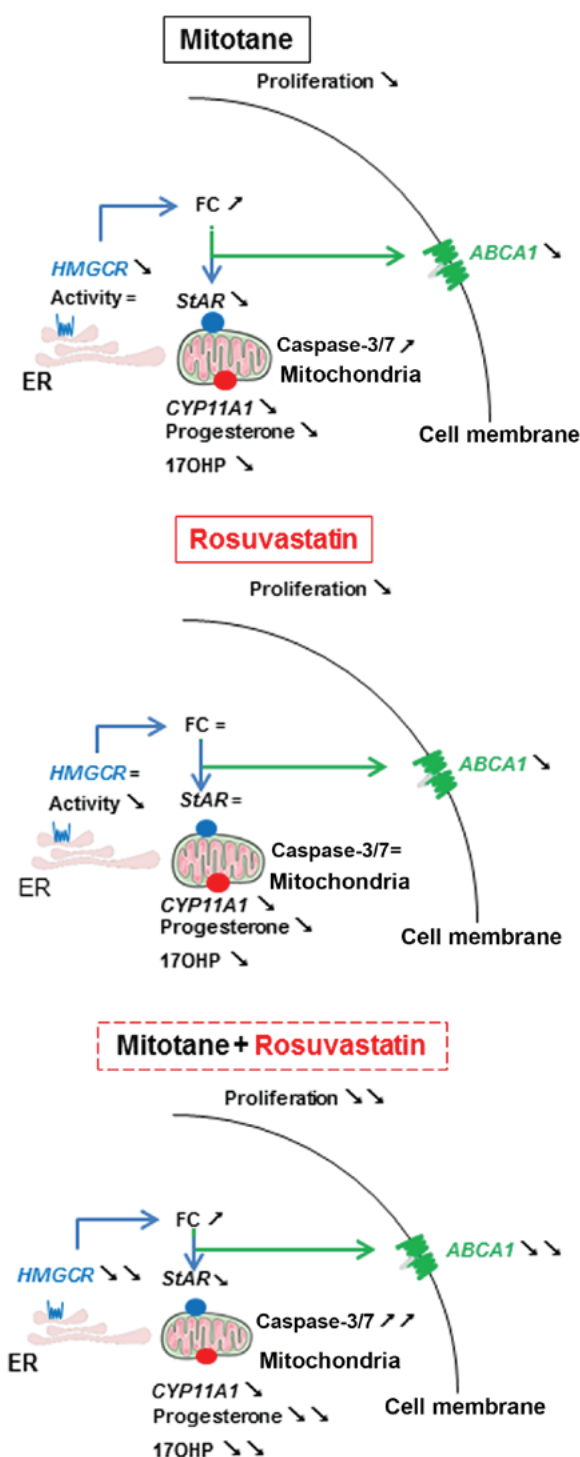 Mitotane
Proliferation ↘
FC ↗
HMGCR ↘
Activity =
ABCA1 ↘
StAR ↘
ER
Caspase-3/7 ↗
Mitochondria
CYP11A1 ↘
Progesterone ↘
17OHP ↘
Cell membrane
Rosuvastatin
Proliferation ↘
FC =
HMGCR =
Activity ↘
ABCA1 ↘
StAR =
ER
Caspase-3/7=
Mitochondria
CYP11A1 ↘
Progesterone ↘
17OHP ↘
Cell membrane
Mitotane + Rosuvastatin
Proliferation ↘ ↘
FC ↗
HMGCR ↘ ↘
StAR ↘
ABCA1 ↘ ↘
ER
Caspase-3/7 ↗ ↗
Mitochondria
CYP11A1 ↘
Progesterone ↘ ↘
17OHP ↘ ↘
Cell membrane